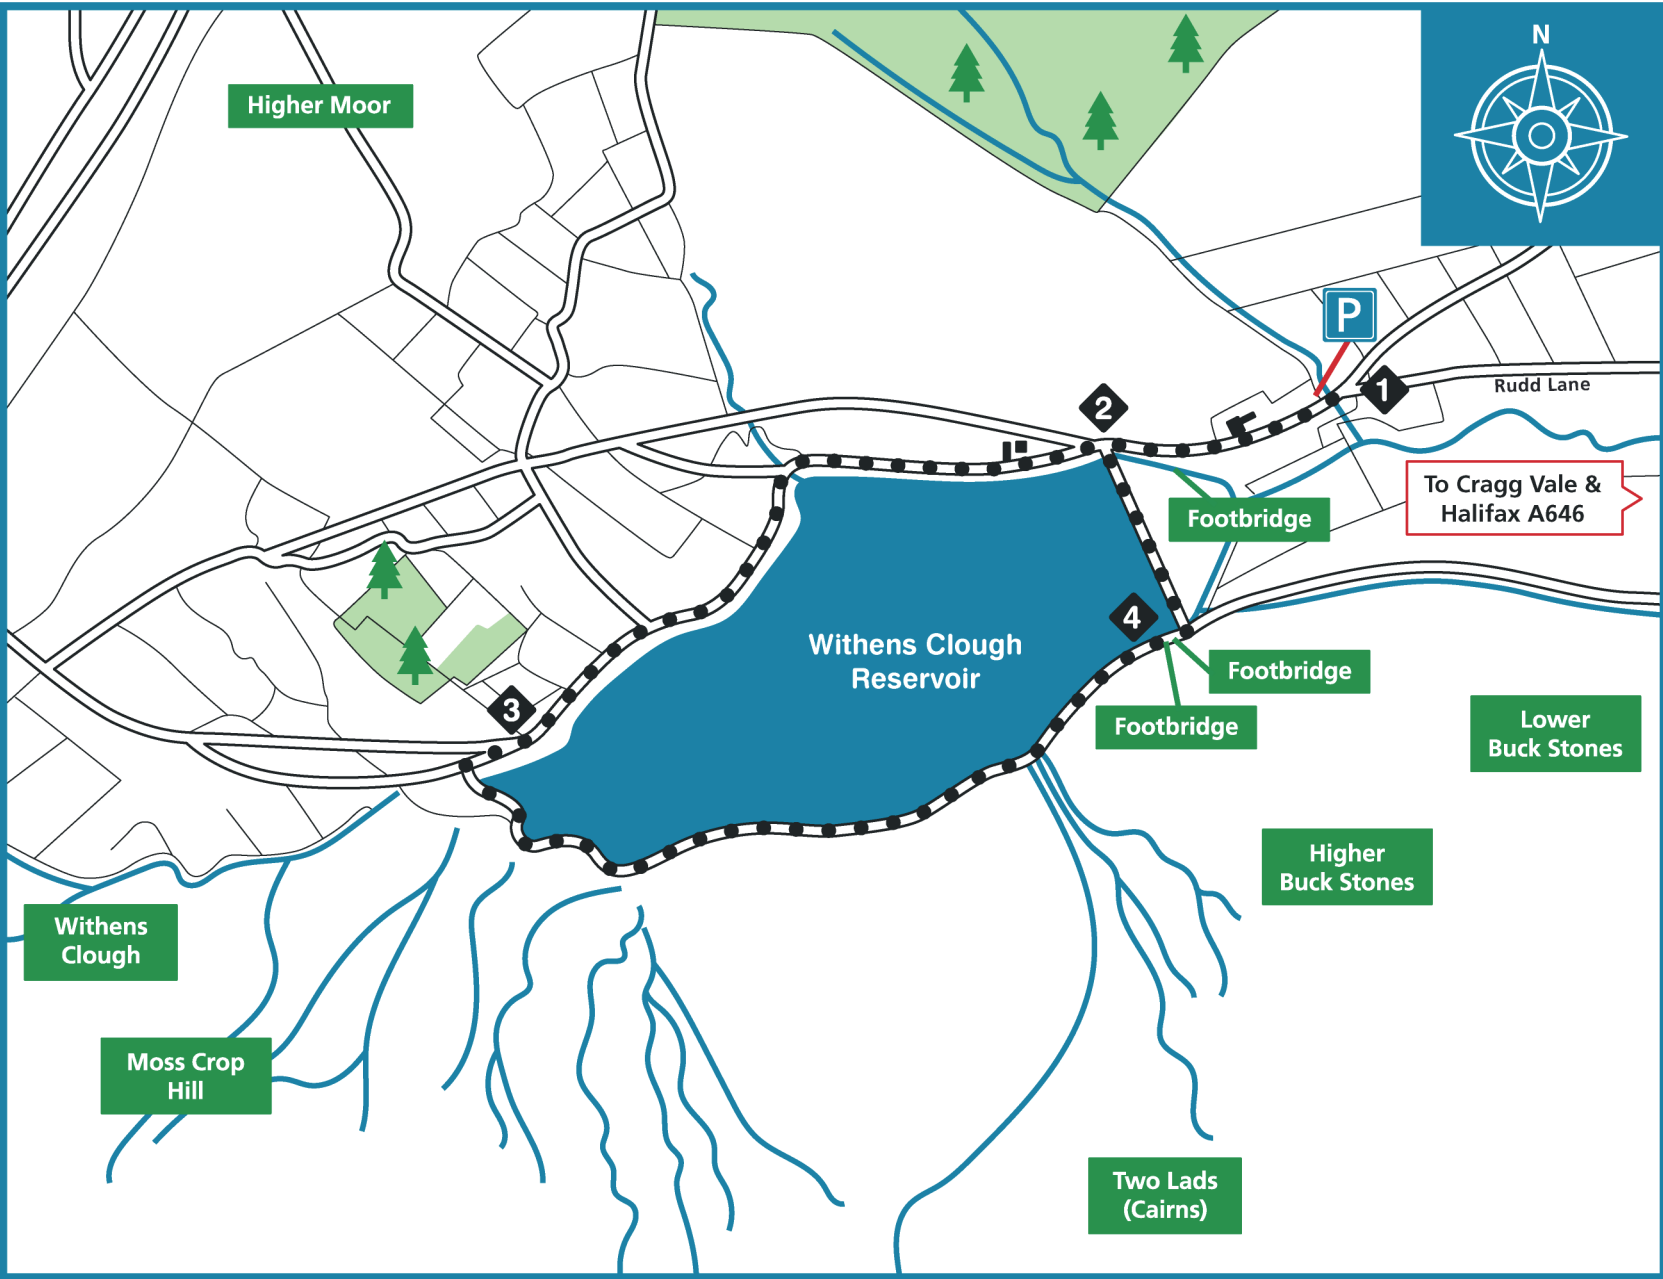 N
Higher Moor
P
1
Rudd Lane
2
To Cragg Vale &
Halifax A646
Footbridge
4
Withens Clough
Reservoir
Footbridge
3
Footbridge
Lower
Buck Stones
Higher
Buck Stones
Withens
Clough
Moss Crop
Hill
Two Lads
(Cairns)